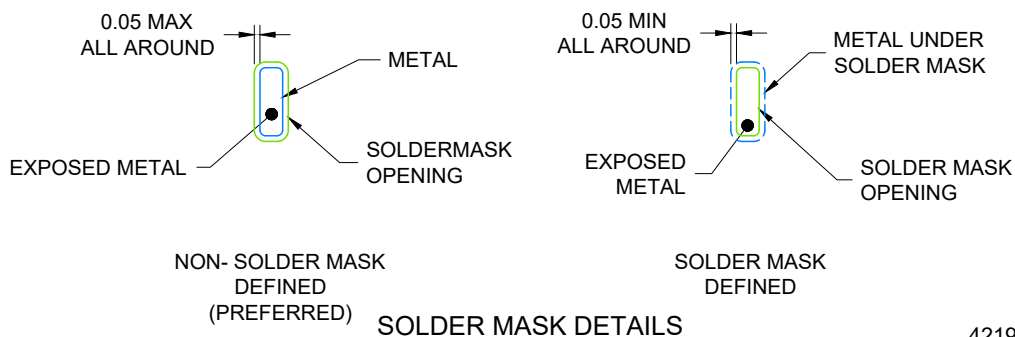 0.05 MAX
ALL AROUND
METAL
EXPOSED METAL
SOLDERMASK
OPENING
NON- SOLDER MASK
DEFINED
(PREFERRED)
0.05 MIN
ALL AROUND
METAL UNDER
SOLDER MASK
EXPOSED
METAL
SOLDER MASK
OPENING
SOLDER MASK
DEFINED
SOLDER MASK DETAILS
4219